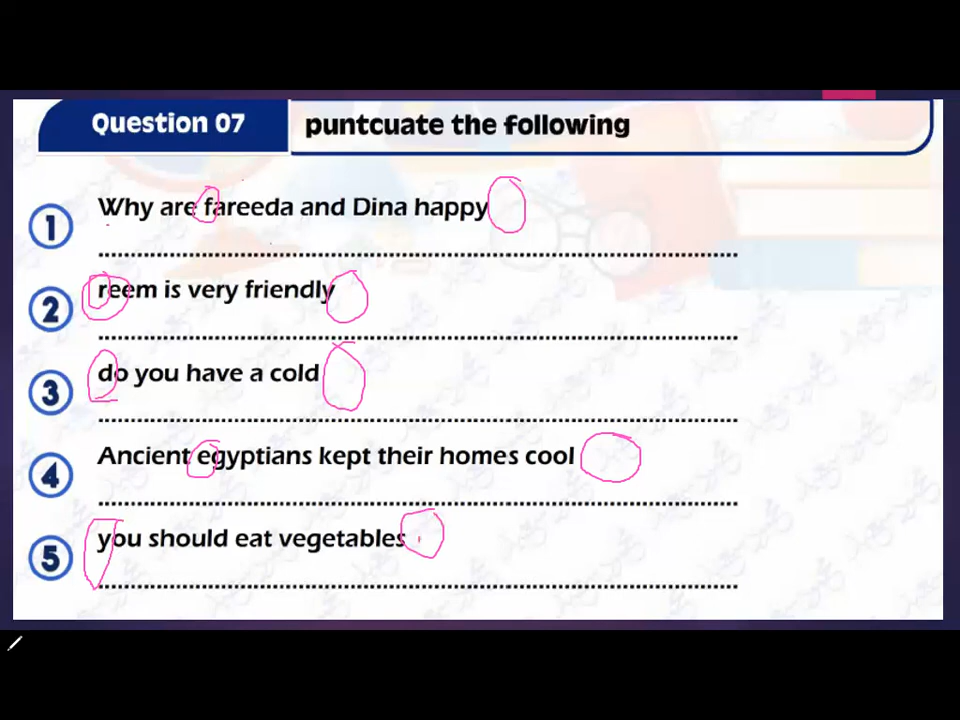 Question 07 puntcuate the following
1 Why are fareeda and Dina happy
2 reem is very friendly
3 do you have a cold
4 Ancient egyptians kept their homes cool
5 you should eat vegetables